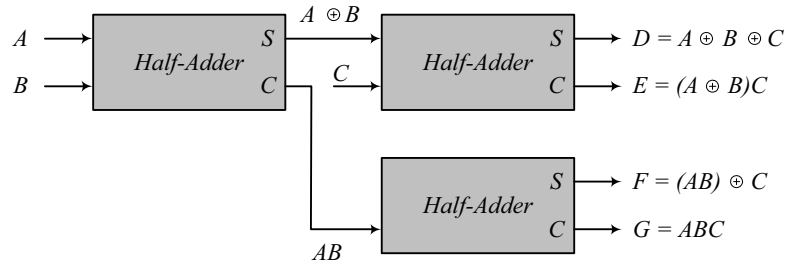 A ⊕ B
A
S
D = A ⊕ B ⊕ C
Half-Adder
Half-Adder
B
C
C
C
E = (A ⊕ B)C
S
F = (AB) ⊕ C
Half-Adder
C
G = ABC
AB